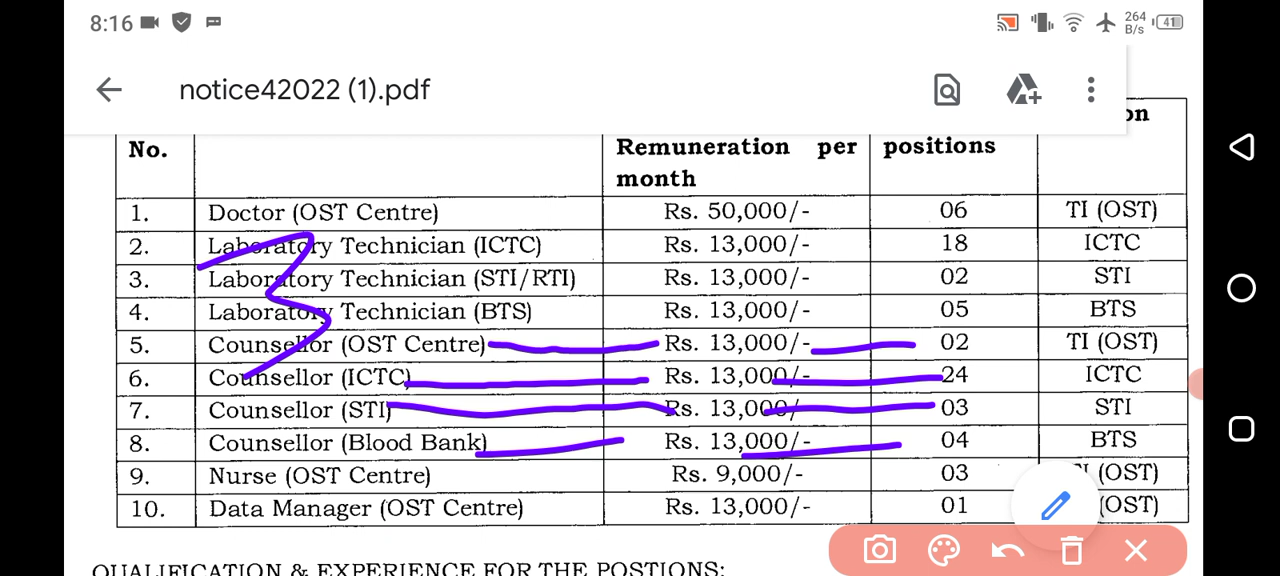 8:16 264 B/s 41
notice42022 (1).pdf
on
No. Remuneration per month positions
1. Doctor (OST Centre) Rs. 50,000/- 06 TI (OST)
2. Laboratory Technician (ICTC) Rs. 13,000/- 18 ICTC
3. Laboratory Technician (STI/RTI) Rs. 13,000/- 02 STI
4. Laboratory Technician (BTS) Rs. 13,000/- 05 BTS
5. Counsellor (OST Centre) Rs. 13,000/- 02 TI (OST)
6. Counsellor (ICTC) Rs. 13,000/- 24 ICTC
7. Counsellor (STI) Rs. 13,000/- 03 STI
8. Counsellor (Blood Bank) Rs. 13,000/- 04 BTS
9. Nurse (OST Centre) Rs. 9,000/- 03 (OST)
10. Data Manager (OST Centre) Rs. 13,000/- 01 (OST)
QUALIFICATION & EXPERIENCE FOR THE POSTIONS: